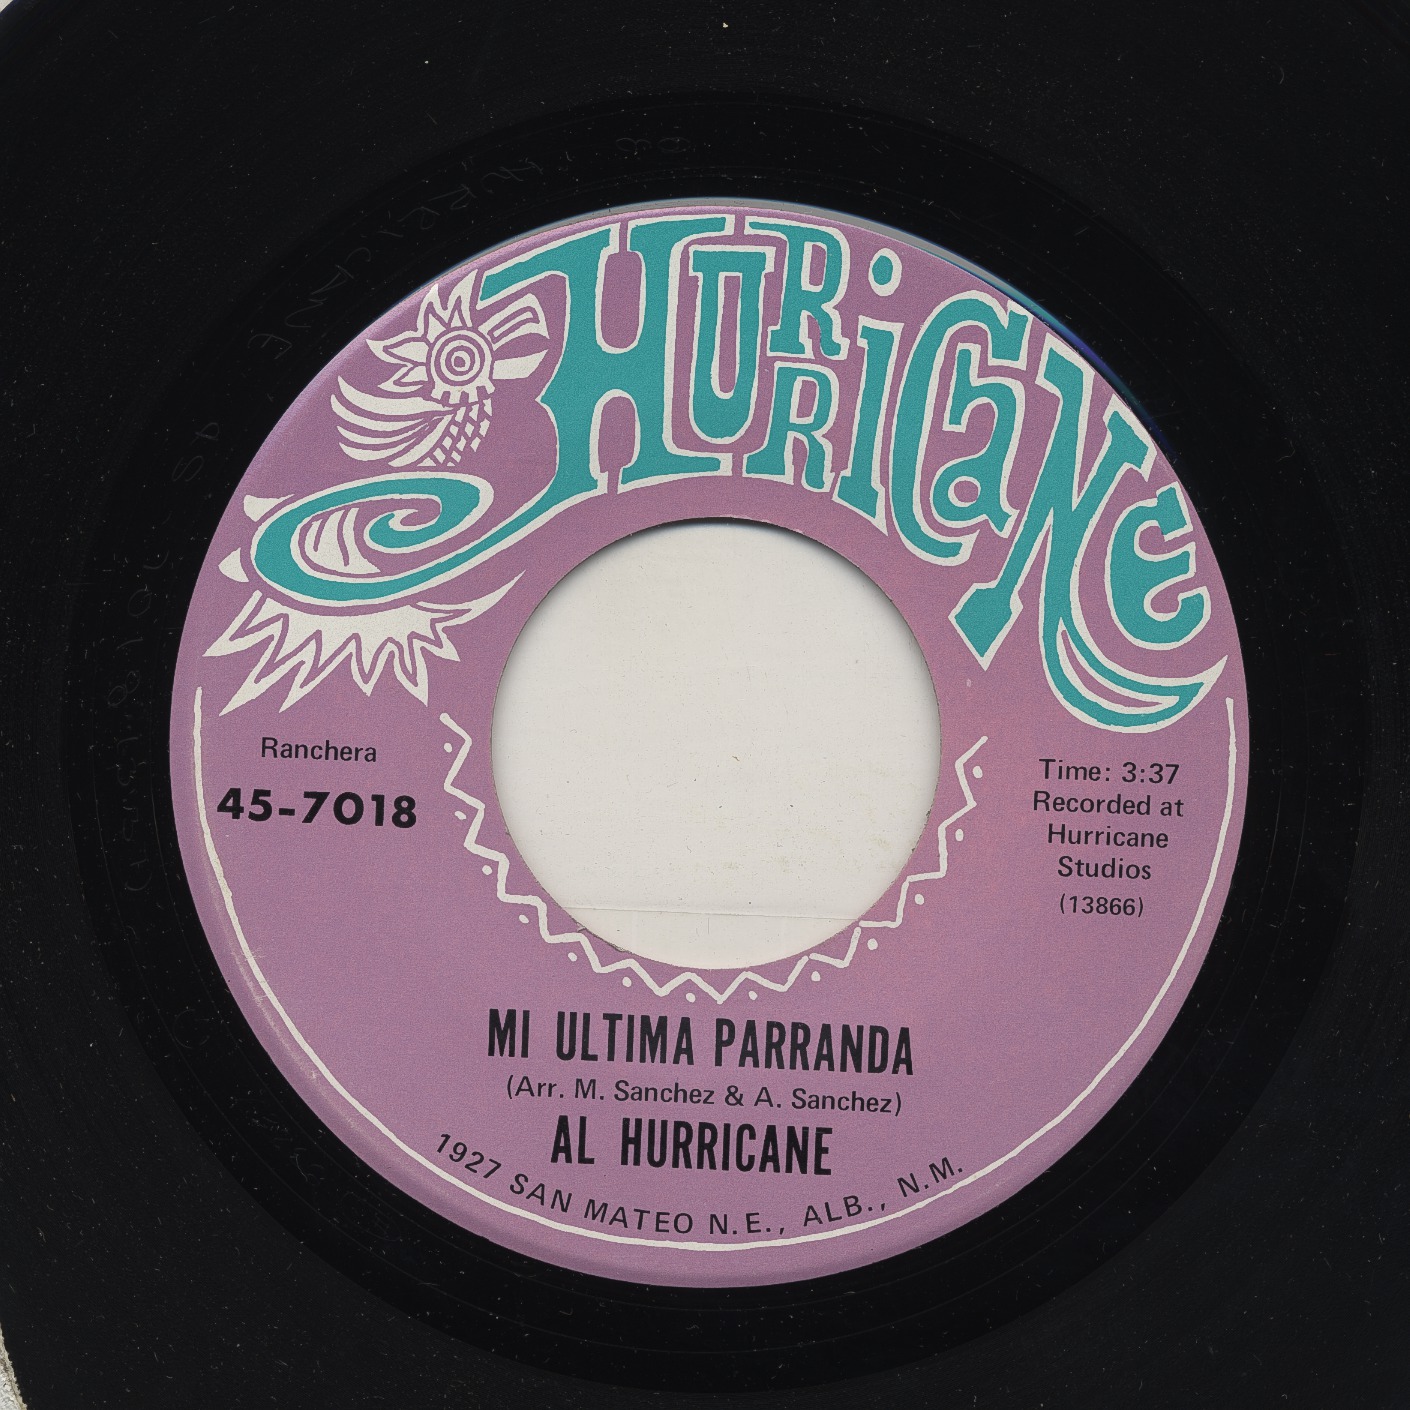 HURRICANE
Ranchera
45-7018
Time: 3:37
Recorded at
Hurricane
Studios
(13866)
MI ULTIMA PARRANDA
(Arr. M. Sanchez & A. Sanchez)
AL HURRICANE
1927 SAN MATEO N.E., ALB., N.M.